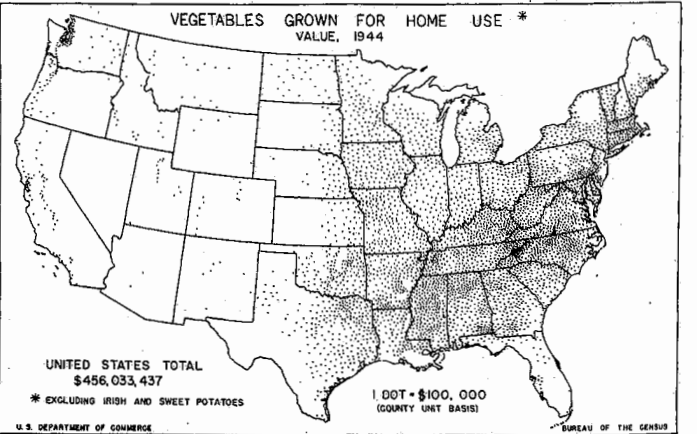 VEGETABLES GROWN FOR HOME USE *
VALUE, 1944
UNITED STATES TOTAL
$456,033,437
* EXCLUDING IRISH AND SWEET POTATOES
1 DOT = $100,000
(COUNTY UNIT BASIS)
U. S. DEPARTMENT OF COMMERCE
BUREAU OF THE CENSUS